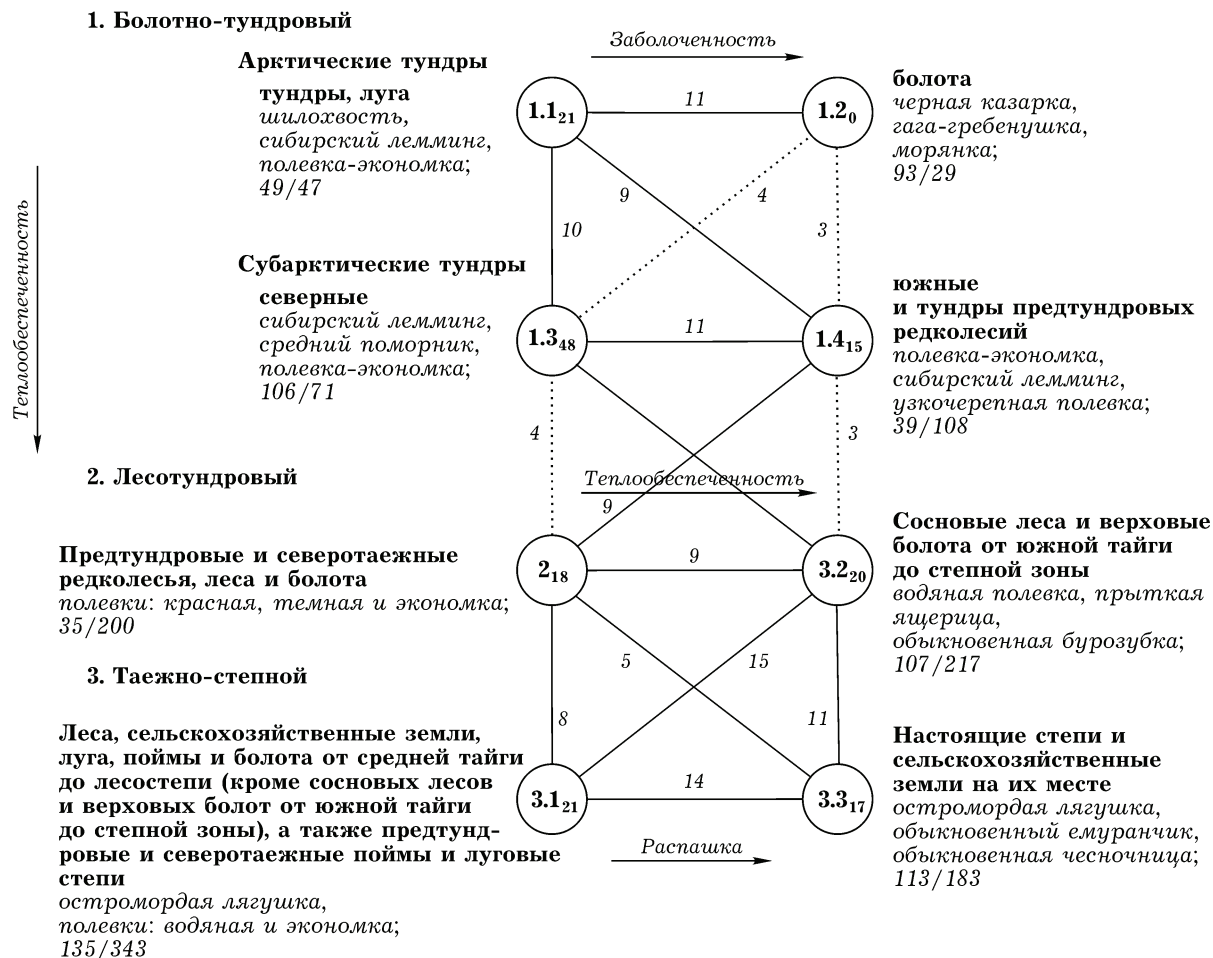 1. Болотно-тундровый
Заболоченность
Арктические тундры
тундры, луга
шилохвость,
сибирский лемминг,
полевка-экономка;
49/47
1.1₂₁
11
1.2₀
болота
черная казарка,
гага-гребенушка,
морянка;
93/29
Теплообеспеченность
10
9
4
3
Субарктические тундры
северные
сибирский лемминг,
средний поморник,
полевка-экономка;
106/71
1.3₄₈
11
1.4₁₅
южные
и тундры предтундровых
редколесий
полевка-экономка,
сибирский лемминг,
узкочерепная полевка;
39/108
4
3
2. Лесотундровый
Теплообеспеченность
9
Предтундровые и северотаежные
редколесья, леса и болота
полевки: красная, темная и экономка;
35/200
2₁₈
9
3.2₂₀
Сосновые леса и верховые
болота от южной тайги
до степной зоны
водяная полевка, прыткая
ящерица,
обыкновенная бурозубка;
107/217
3. Таежно-степной
8
5
15
11
Леса, сельскохозяйственные земли,
луга, поймы и болота от средней тайги
до лесостепи (кроме сосновых лесов
и верховых болот от южной тайги
до степной зоны), а также предтунд-
ровые и северотаежные поймы и луговые
степи
остромордая лягушка,
полевки: водяная и экономка;
135/343
3.1₂₁
14
3.3₁₇
Распашка
Настоящие степи и
сельскохозяйственные
земли на их месте
остромордая лягушка,
обыкновенный емуранчик,
обыкновенная чесночница;
113/183